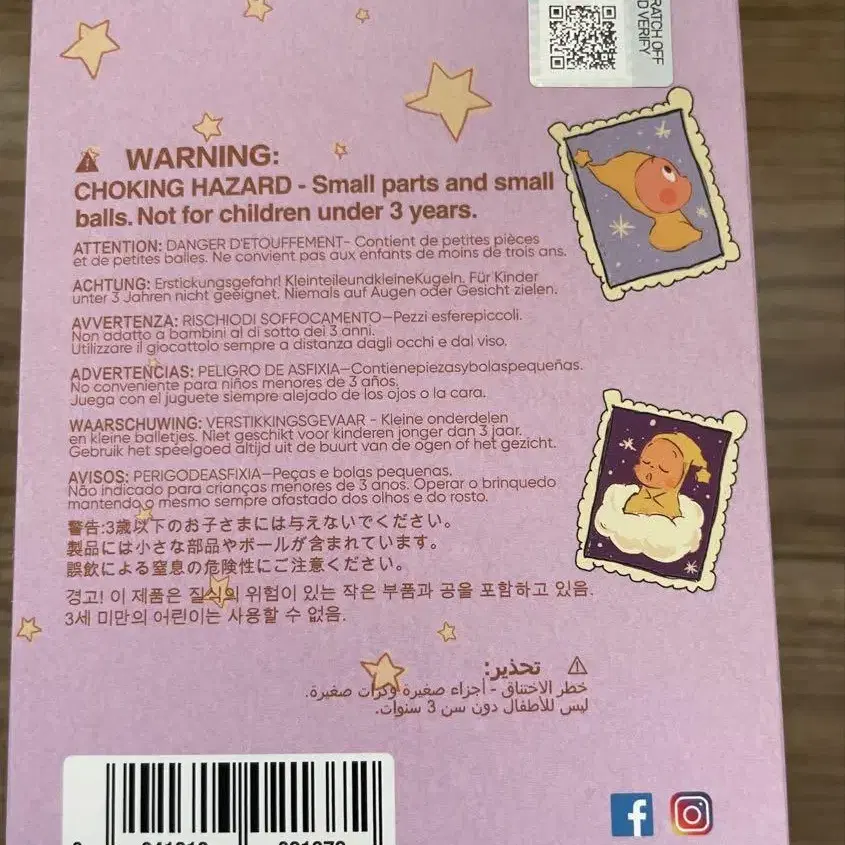 SCRATCH OFF
AND VERIFY
WARNING:
CHOKING HAZARD - Small parts and small
balls. Not for children under 3 years.
ATTENTION: DANGER D'ETOUFFEMENT- Contient de petites pièces
et de petites balles. Ne convient pas aux enfants de moins de trois ans.
ACHTUNG: Erstickungsgefahr! KleinteileundkleineKugeln. Für Kinder
unter 3 Jahren nicht geeignet. Niemals auf Augen oder Gesicht zielen.
AVVERTENZA: RISCHIODI SOFFOCAMENTO—Pezzi esferepiccoli.
Non adatto a bambini al di sotto dei 3 anni.
Utilizzare il giocattolo sempre a distanza dagli occhi e dal viso.
ADVERTENCIAS: PELIGRO DE ASFIXIA—Contienepiezasybolaspequeñas.
No conveniente para niños menores de 3 años.
Juega con el juguete siempre alejado de los ojos o la cara.
WAARSCHUWING: VERSTIKKINGSGEVAAR - Kleine onderdelen
en kleine balletjes. Niet geschikt voor kinderen jonger dan 3 jaar.
Gebruik het speelgoed altijd uit de buurt van de ogen of het gezicht.
AVISOS: PERIGODEASFIXIA—Peças e bolas pequenas.
Não indicado para crianças menores de 3 anos. Operar o brinquedo
mantendo o mesmo sempre afastado dos olhos e do rosto.
警告:3歳以下のお子さまには与えないでください。
製品には小さな部品やボールが含まれています。
誤飲による窒息の危険性にご注意ください。
경고! 이 제품은 질식의 위험이 있는 작은 부품과 공을 포함하고 있음.
3세 미만의 어린이는 사용할 수 없음.
تحذير:
خطر الاختناق - أجزاء صغيرة وكرات صغيرة.
ليس للأطفال دون سن 3 سنوات.